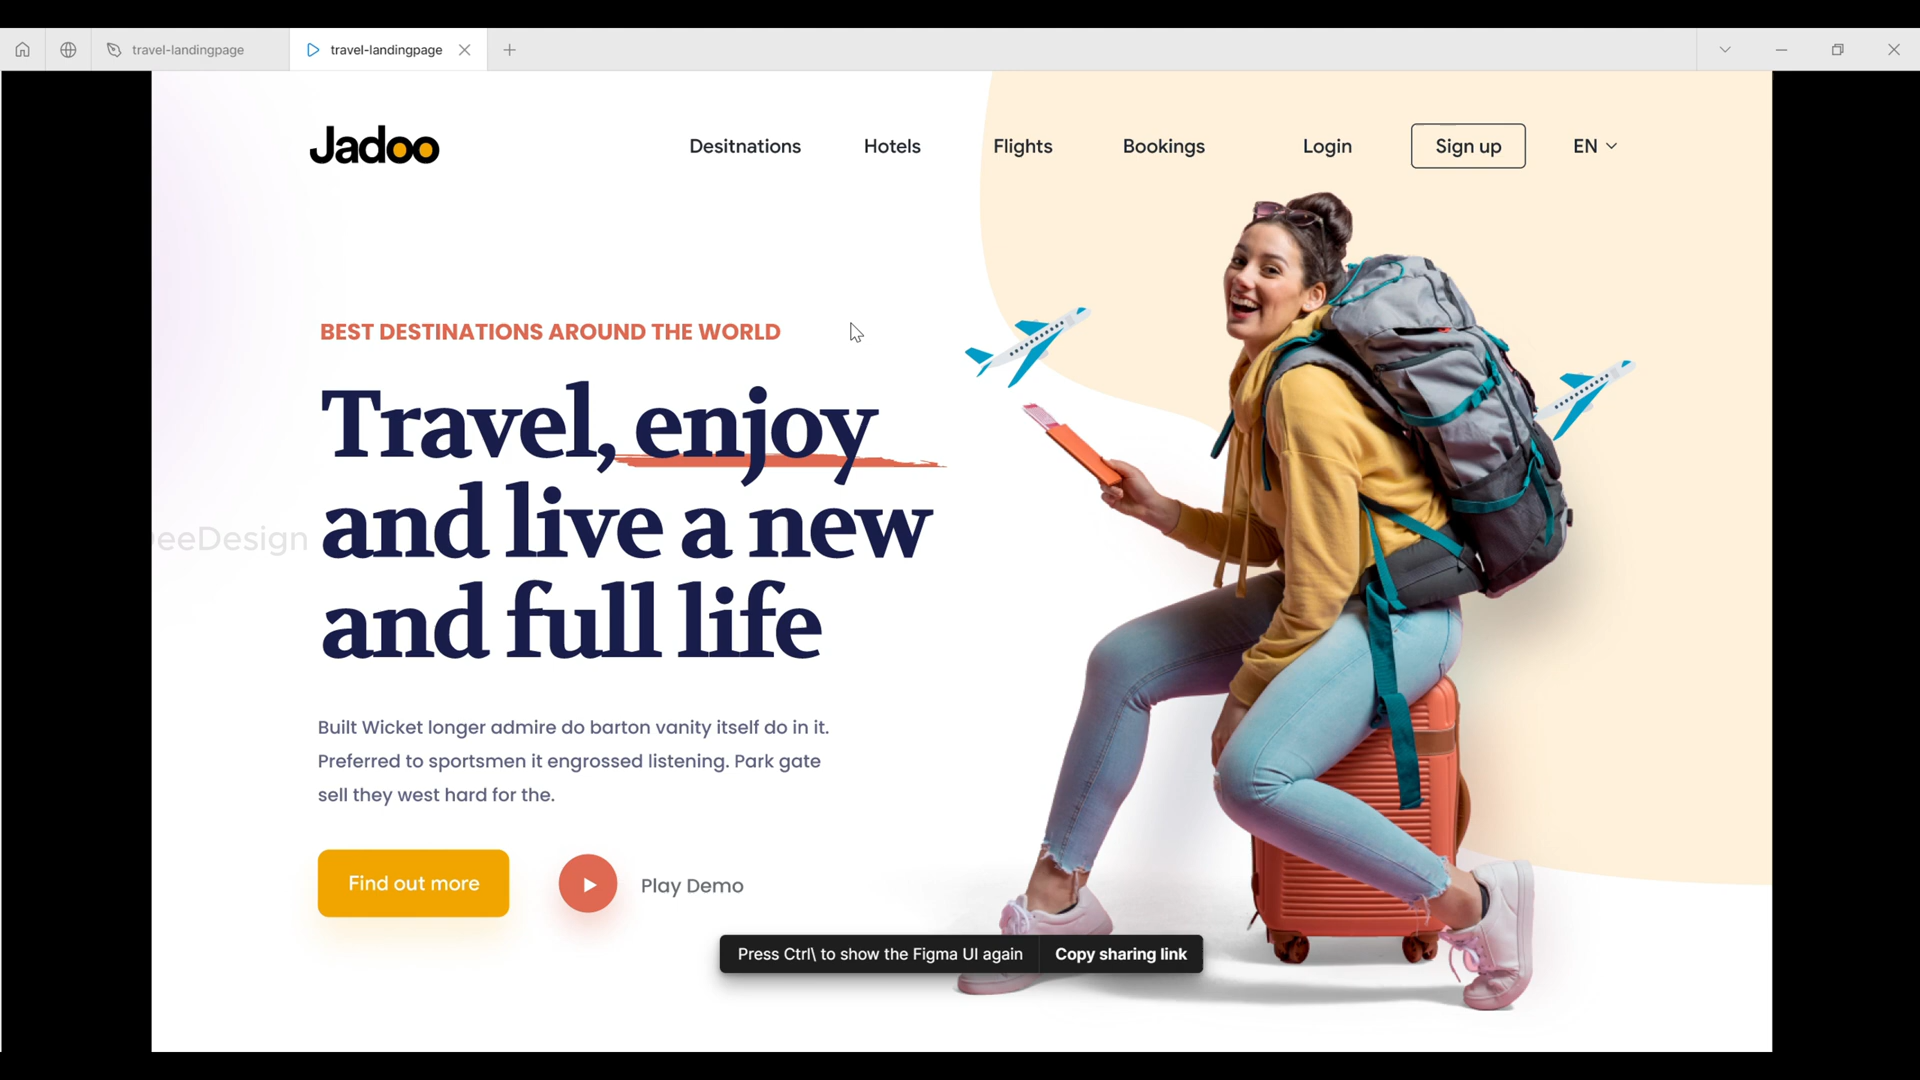 travel-landingpage
travel-landingpage
Jadoo
Desitnations
Hotels
Flights
Bookings
Login
Sign up
EN
BEST DESTINATIONS AROUND THE WORLD
Travel, enjoy
and live a new
and full life
eeDesign
Built Wicket longer admire do barton vanity itself do in it.
Preferred to sportsmen it engrossed listening. Park gate
sell they west hard for the.
Find out more
Play Demo
Press Ctrl\ to show the Figma UI again
Copy sharing link